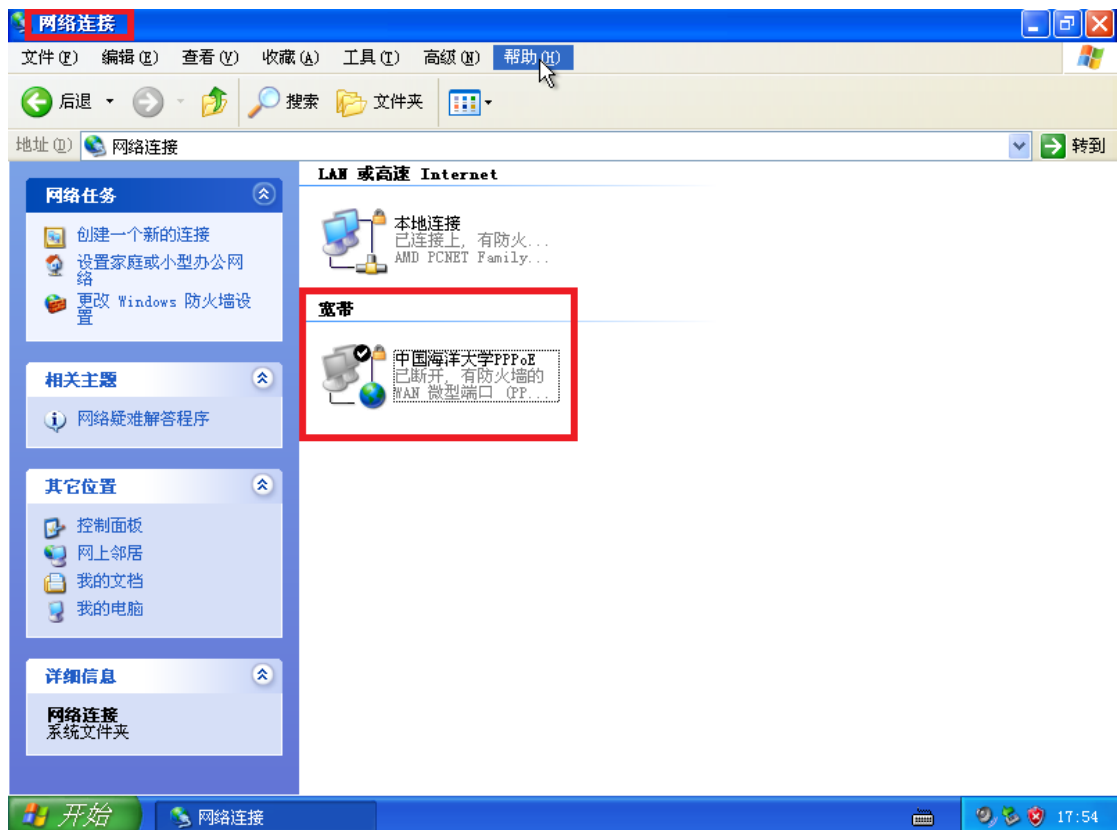 网络连接
文件(F) 编辑(E) 查看(V) 收藏(A) 工具(T) 高级(N) 帮助(H)
后退 搜索 文件夹
地址(D) 网络连接 转到
网络任务
创建一个新的连接
设置家庭或小型办公网
络
更改 Windows 防火墙设
置
相关主题
网络疑难解答程序
其它位置
控制面板
网上邻居
我的文档
我的电脑
详细信息
网络连接
系统文件夹
LAN 或高速 Internet
本地连接
已连接上, 有防火...
AMD PCNET Family...
宽带
中国海洋大学PPPoE
已断开, 有防火墙的
WAN 微型端口 (PP...
开始 网络连接 17:54